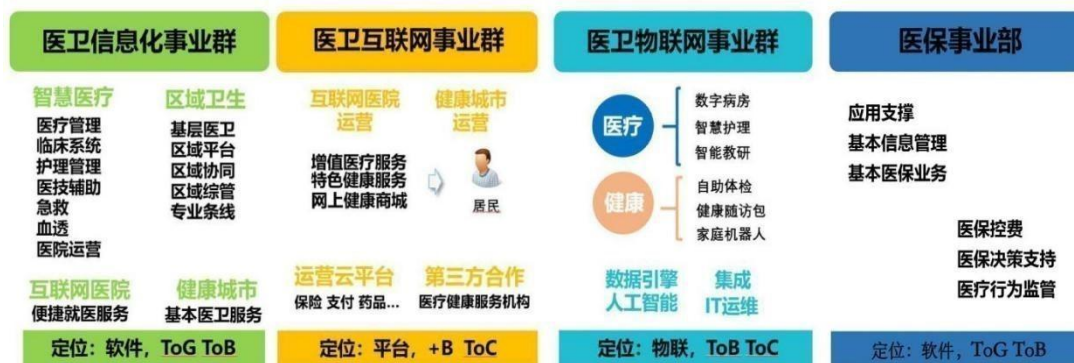 医卫信息化事业群
智慧医疗
医疗管理
临床系统
护理管理
医技辅助
急救
血透
医院运营
区域卫生
基层医卫
区域平台
区域协同
区域综管
专业条线
互联网医院
便捷就医服务
健康城市
基本医卫服务
定位：软件，ToG ToB
医卫互联网事业群
互联网医院
运营
健康城市
运营
增值医疗服务
特色健康服务
网上健康商城
居民
运营云平台
保险 支付 药品...
第三方合作
医疗健康服务机构
定位：平台，+B ToC
医卫物联网事业群
医疗
数字病房
智慧护理
智能教研
健康
自助体检
健康随访包
家庭机器人
数据引擎
人工智能
集成
IT运维
定位：物联，ToB ToC
医保事业部
应用支撑
基本信息管理
基本医保业务
医保控费
医保决策支持
医疗行为监管
定位：软件，ToG ToB